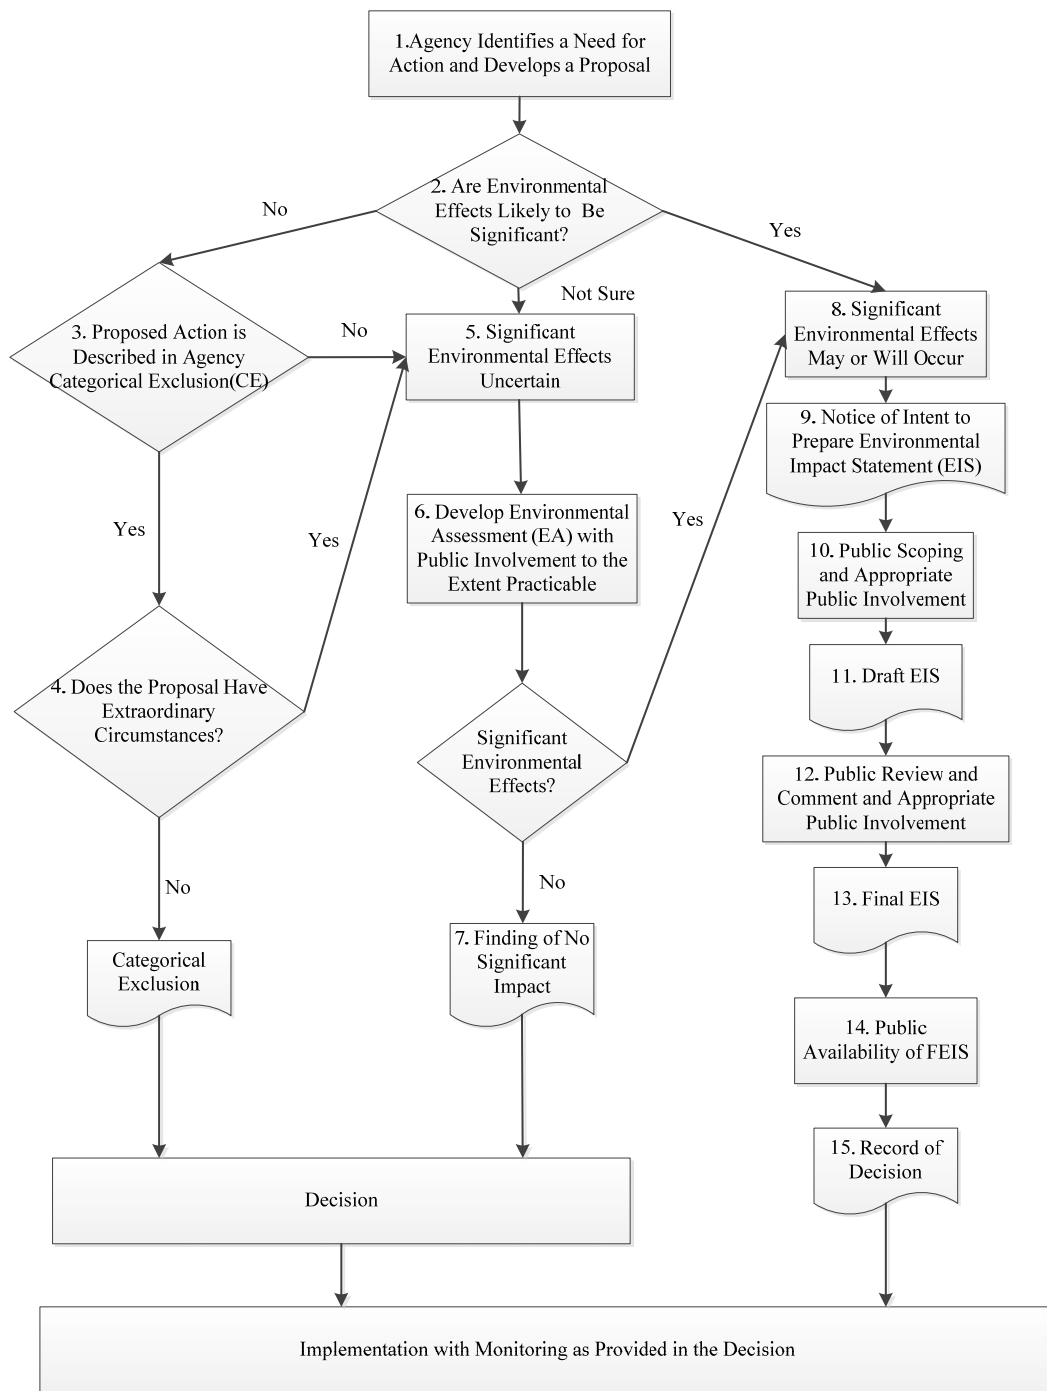 1.Agency Identifies a Need for
Action and Develops a Proposal
2. Are Environmental
Effects Likely to Be
Significant?
No
Yes
Not Sure
3. Proposed Action is
Described in Agency
Categorical Exclusion(CE)
No
5. Significant
Environmental Effects
Uncertain
8. Significant
Environmental Effects
May or Will Occur
9. Notice of Intent to
Prepare Environmental
Impact Statement (EIS)
Yes
Yes
6. Develop Environmental
Assessment (EA) with
Public Involvement to the
Extent Practicable
Yes
10. Public Scoping
and Appropriate
Public Involvement
4. Does the Proposal Have
Extraordinary
Circumstances?
11. Draft EIS
Significant
Environmental
Effects?
12. Public Review and
Comment and Appropriate
Public Involvement
No
No
13. Final EIS
Categorical
Exclusion
7. Finding of No
Significant
Impact
14. Public
Availability of FEIS
15. Record of
Decision
Decision
Implementation with Monitoring as Provided in the Decision